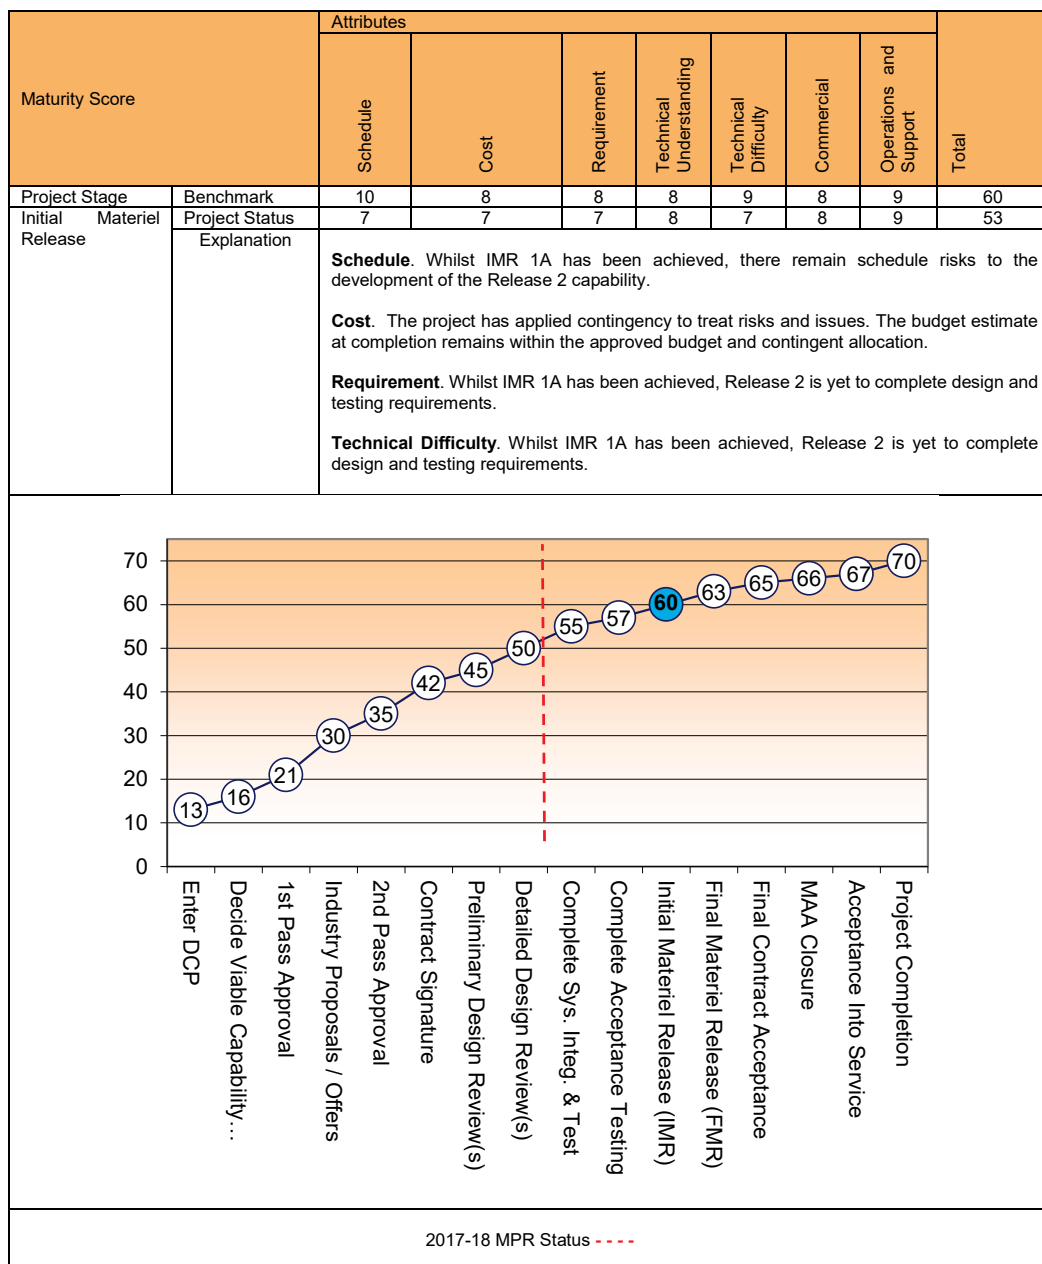 Maturity Score
Attributes
Schedule
Cost
Requirement
Technical
Understanding
Technical
Difficulty
Commercial
Operations and
Support
Total
Project Stage Benchmark 10 8 8 8 9 8 9 60
Initial Materiel Project Status 7 7 7 8 7 8 9 53
Release Explanation
Schedule. Whilst IMR 1A has been achieved, there remain schedule risks to the
development of the Release 2 capability.
Cost. The project has applied contingency to treat risks and issues. The budget estimate
at completion remains within the approved budget and contingent allocation.
Requirement. Whilst IMR 1A has been achieved, Release 2 is yet to complete design and
testing requirements.
Technical Difficulty. Whilst IMR 1A has been achieved, Release 2 is yet to complete
design and testing requirements.
70
60
50
40
30
20
10
0
13
16
21
30
35
42
45
50
55
57
60
63
65
66
67
70
Enter DCP
Decide Viable Capability…
1st Pass Approval
Industry Proposals / Offers
2nd Pass Approval
Contract Signature
Preliminary Design Review(s)
Detailed Design Review(s)
Complete Sys. Integ. & Test
Complete Acceptance Testing
Initial Materiel Release (IMR)
Final Materiel Release (FMR)
Final Contract Acceptance
MAA Closure
Acceptance Into Service
Project Completion
2017-18 MPR Status - - - -